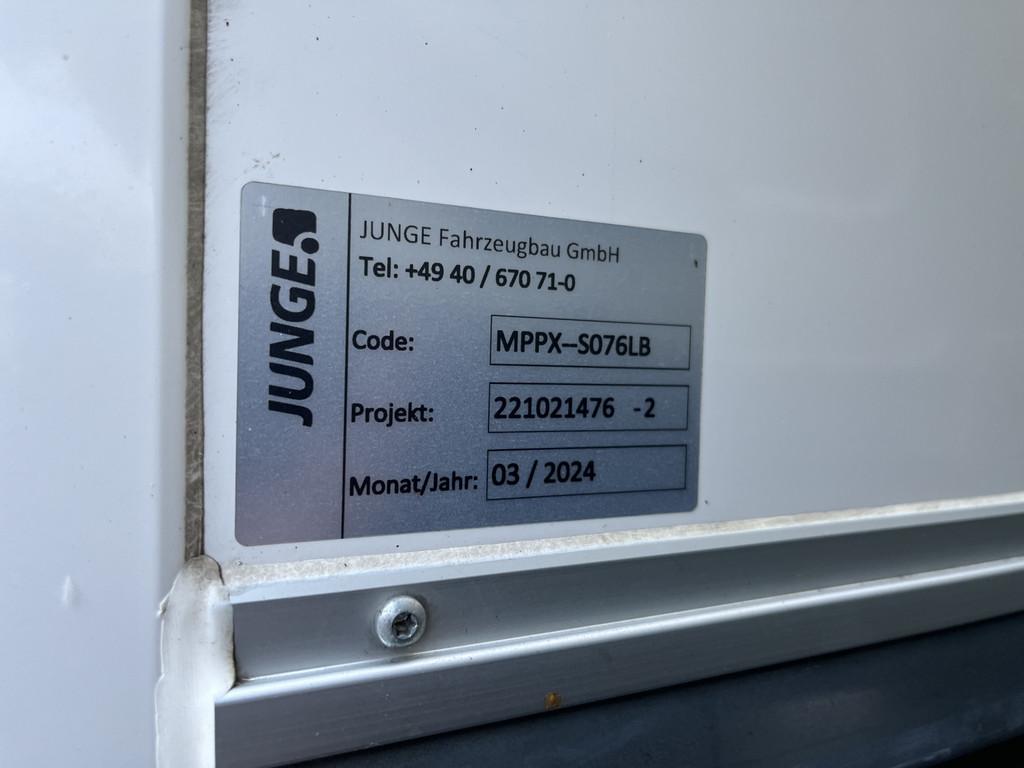 JUNGE
JUNGE Fahrzeugbau GmbH
Tel: +49 40 / 670 71-0
Code: MPPX--S076LB
Projekt: 221021476 -2
Monat/Jahr: 03 / 2024